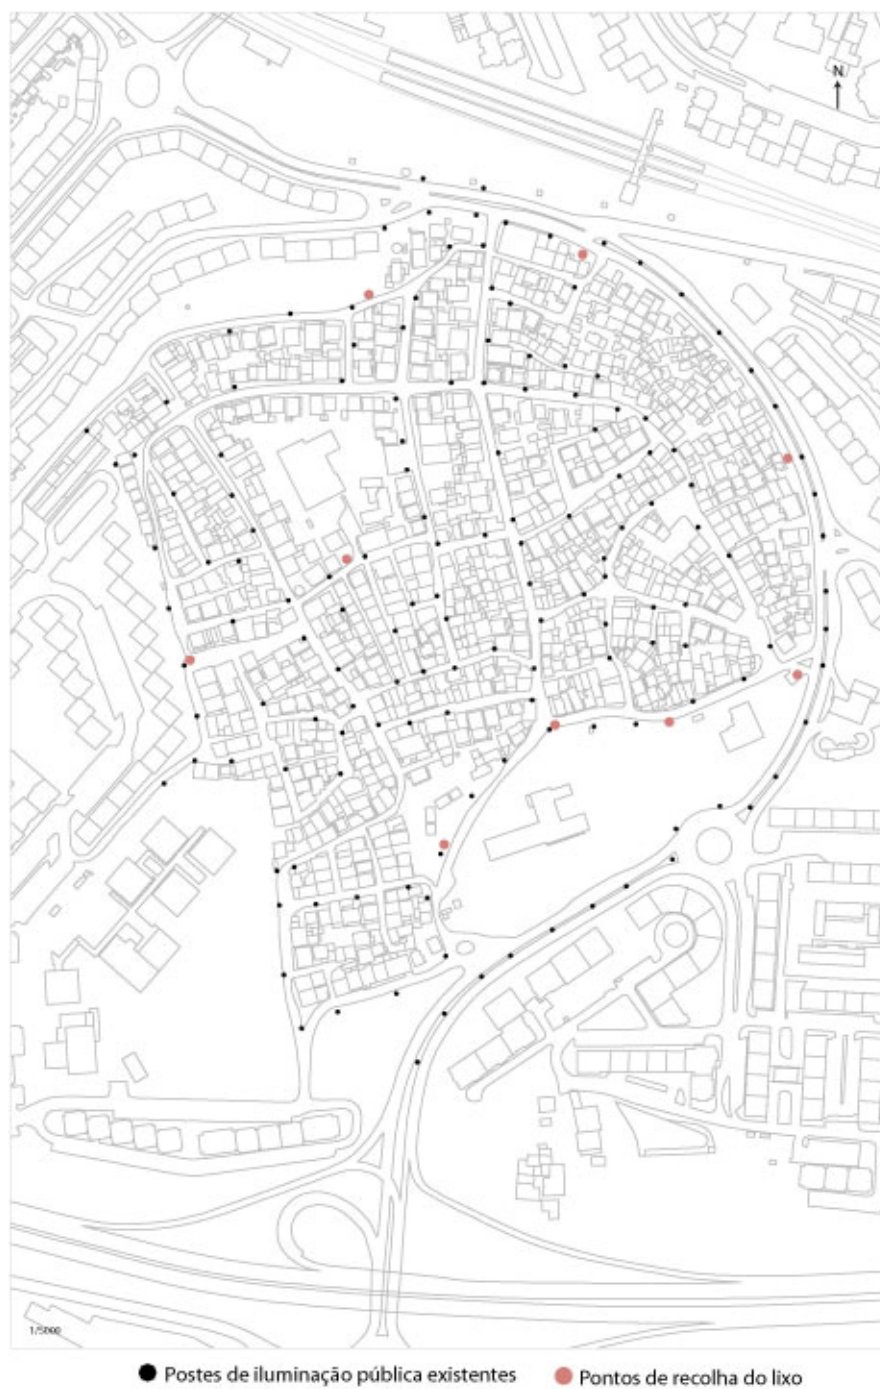 N
1/5000
Postes de iluminação pública existentes
Pontos de recolha do lixo